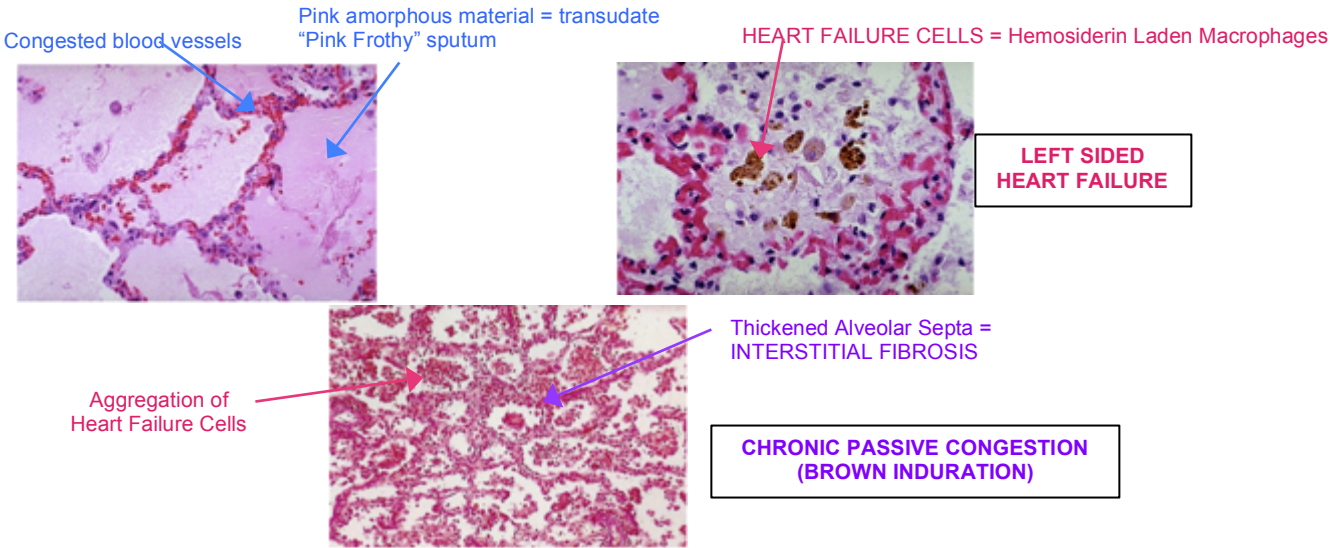 Congested blood vessels
Pink amorphous material = transudate
“Pink Frothy” sputum
HEART FAILURE CELLS = Hemosiderin Laden Macrophages
LEFT SIDED
HEART FAILURE
Thickened Alveolar Septa =
INTERSTITIAL FIBROSIS
Aggregation of
Heart Failure Cells
CHRONIC PASSIVE CONGESTION
(BROWN INDURATION)